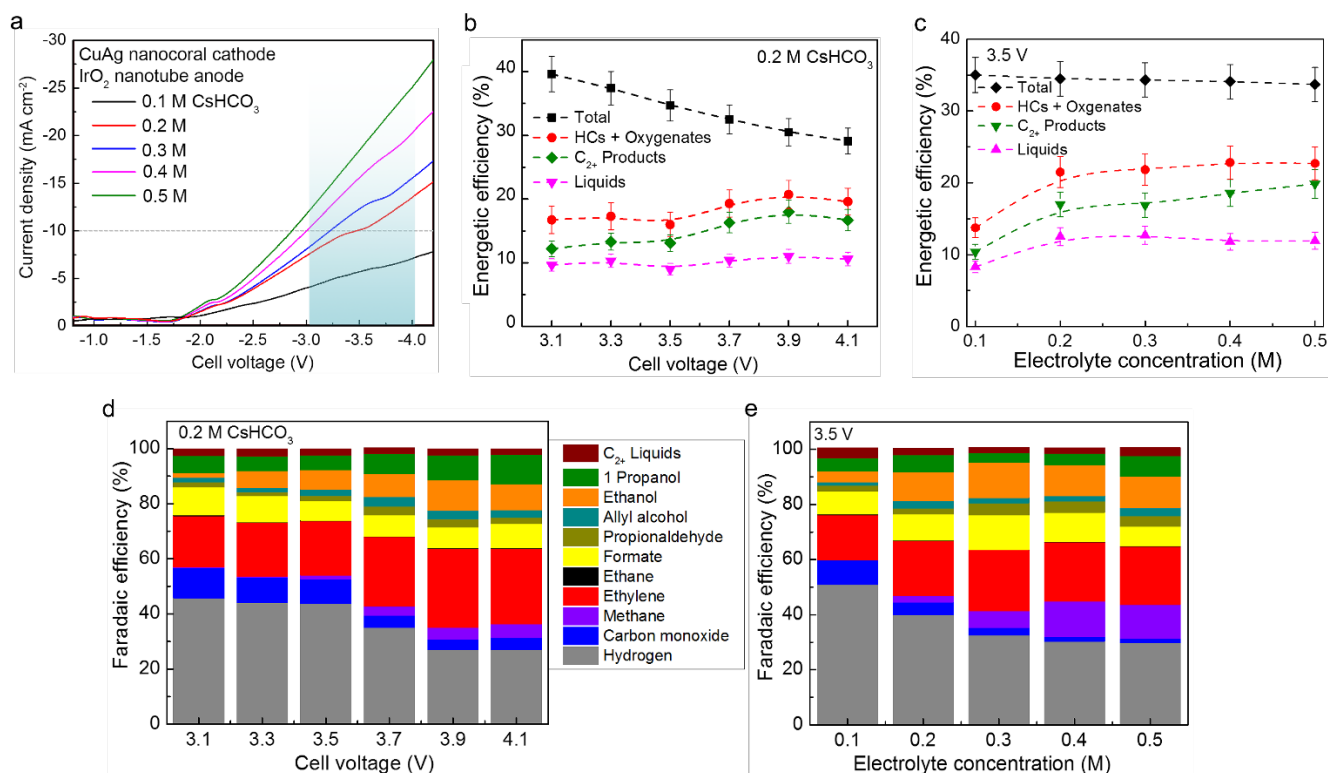 a
CuAg nanocoral cathode
IrO₂ nanotube anode
0.1 M CsHCO₃
0.2 M
0.3 M
0.4 M
0.5 M
Current density (mA cm⁻²)
-30
-25
-20
-15
-10
-5
0
-1.0 -1.5 -2.0 -2.5 -3.0 -3.5 -4.0
Cell voltage (V)
b
0.2 M CsHCO₃
Total
HCs + Oxygenates
C₂₊ Products
Liquids
Energetic efficiency (%)
40
30
20
10
0
3.1 3.3 3.5 3.7 3.9 4.1
Cell voltage (V)
c
3.5 V
Total
HCs + Oxgenates
C₂₊ Products
Liquids
Energetic efficiency (%)
40
30
20
10
0
0.1 0.2 0.3 0.4 0.5
Electrolyte concentration (M)
d
0.2 M CsHCO₃
Faradaic efficiency (%)
100
80
60
40
20
0
3.1 3.3 3.5 3.7 3.9 4.1
Cell voltage (V)
C₂₊ Liquids
1 Propanol
Ethanol
Allyl alcohol
Propionaldehyde
Formate
Ethane
Ethylene
Methane
Carbon monoxide
Hydrogen
e
3.5 V
Faradaic efficiency (%)
100
80
60
40
20
0
0.1 0.2 0.3 0.4 0.5
Electrolyte concentration (M)